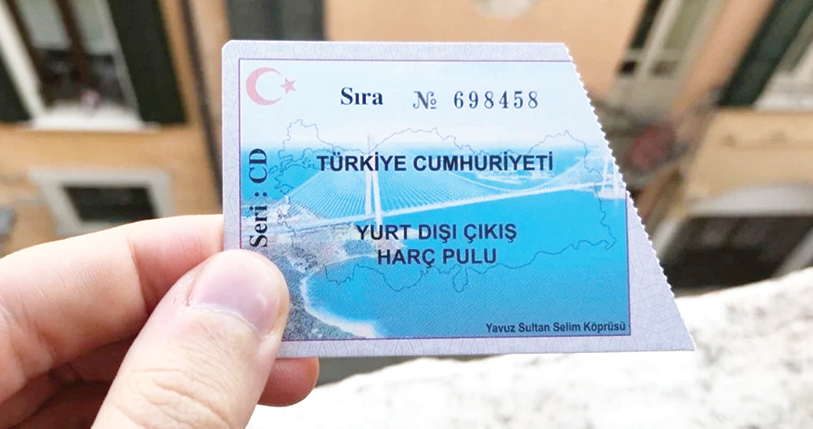 Sıra № 698458
Seri : CD
TÜRKİYE CUMHURİYETİ
YURT DIŞI ÇIKIŞ
HARÇ PULU
Yavuz Sultan Selim Köprüsü